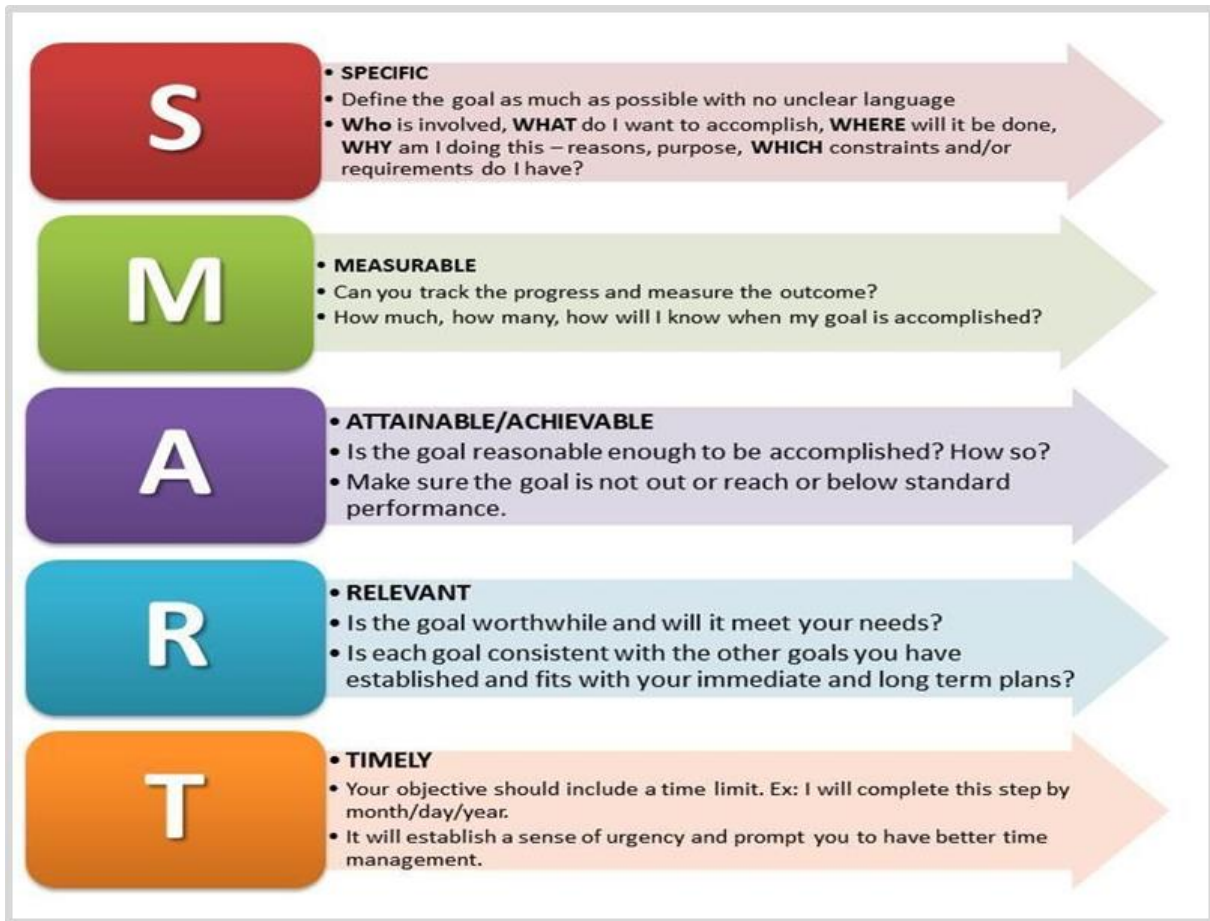 S
• SPECIFIC
• Define the goal as much as possible with no unclear language
• Who is involved, WHAT do I want to accomplish, WHERE will it be done,
WHY am I doing this – reasons, purpose, WHICH constraints and/or
requirements do I have?
M
• MEASURABLE
• Can you track the progress and measure the outcome?
• How much, how many, how will I know when my goal is accomplished?
A
• ATTAINABLE/ACHIEVABLE
• Is the goal reasonable enough to be accomplished? How so?
• Make sure the goal is not out or reach or below standard
performance.
R
• RELEVANT
• Is the goal worthwhile and will it meet your needs?
• Is each goal consistent with the other goals you have
established and fits with your immediate and long term plans?
T
• TIMELY
• Your objective should include a time limit. Ex: I will complete this step by
month/day/year.
• It will establish a sense of urgency and prompt you to have better time
management.